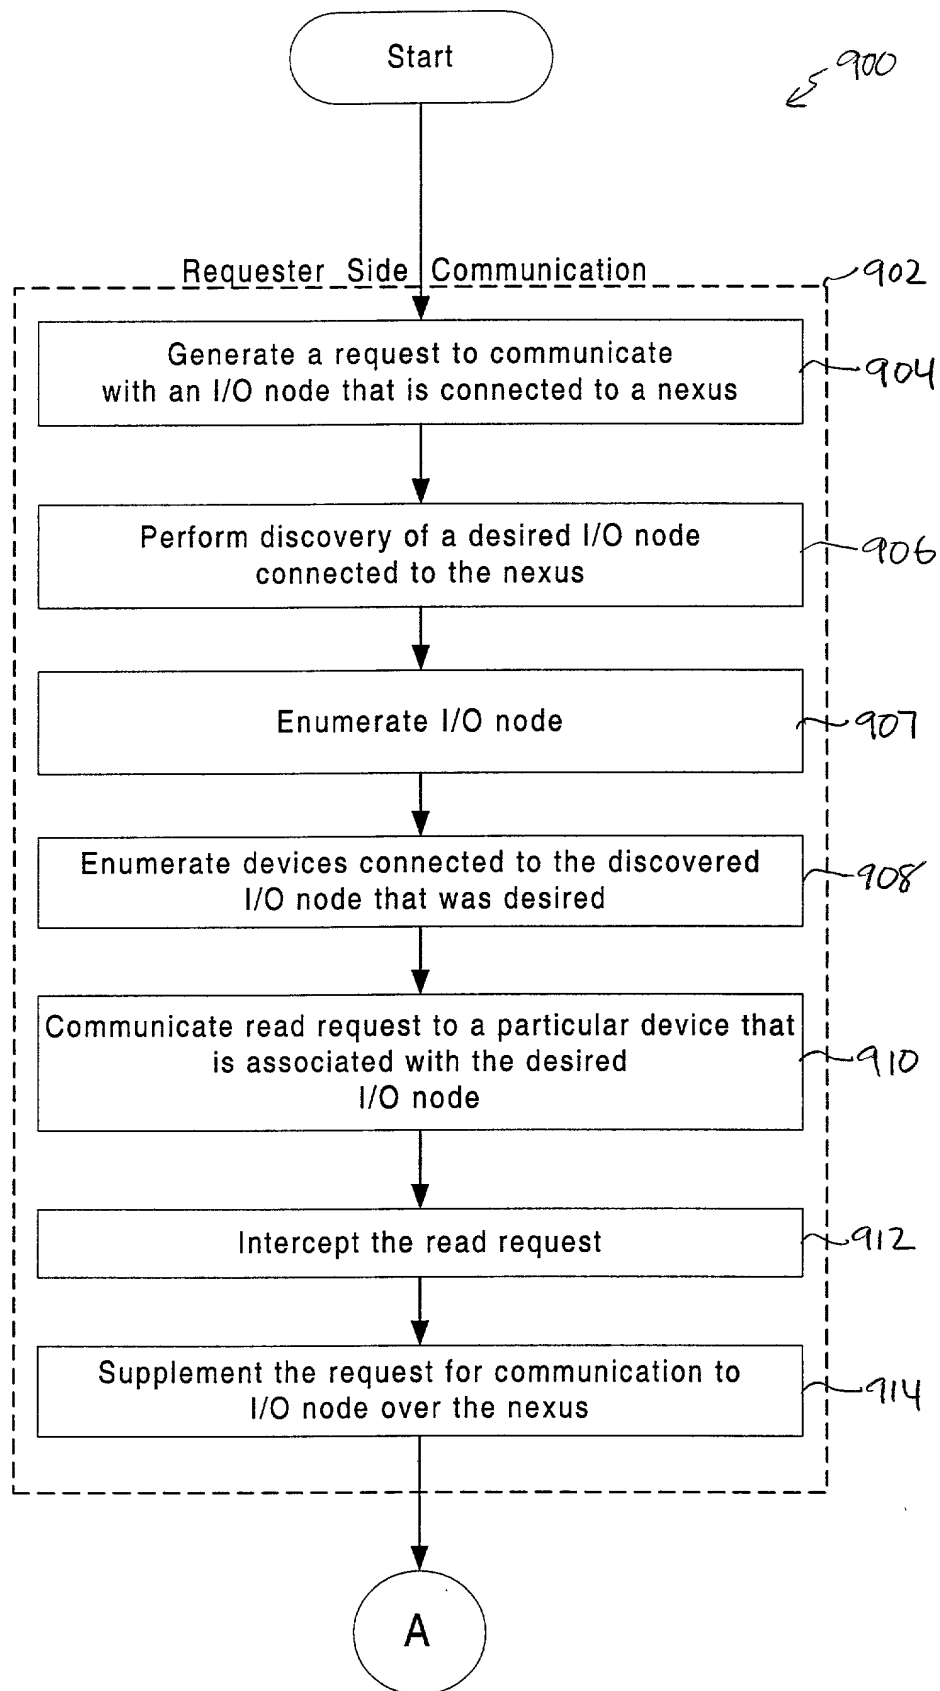 Start
900
Requester Side Communication
902
Generate a request to communicate
with an I/O node that is connected to a nexus
904
Perform discovery of a desired I/O node
connected to the nexus
906
Enumerate I/O node
907
Enumerate devices connected to the discovered
I/O node that was desired
908
Communicate read request to a particular device that
is associated with the desired
I/O node
910
Intercept the read request
912
Supplement the request for communication to
I/O node over the nexus
914
A